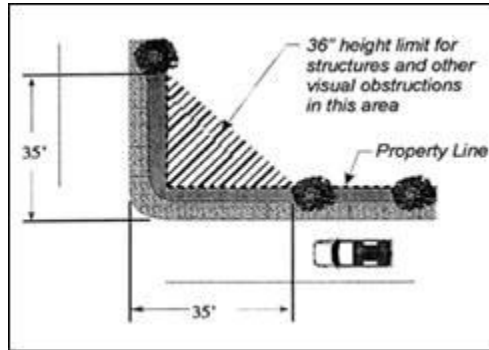 36" height limit for
structures and other
visual obstructions
in this area
Property Line
35'
35'